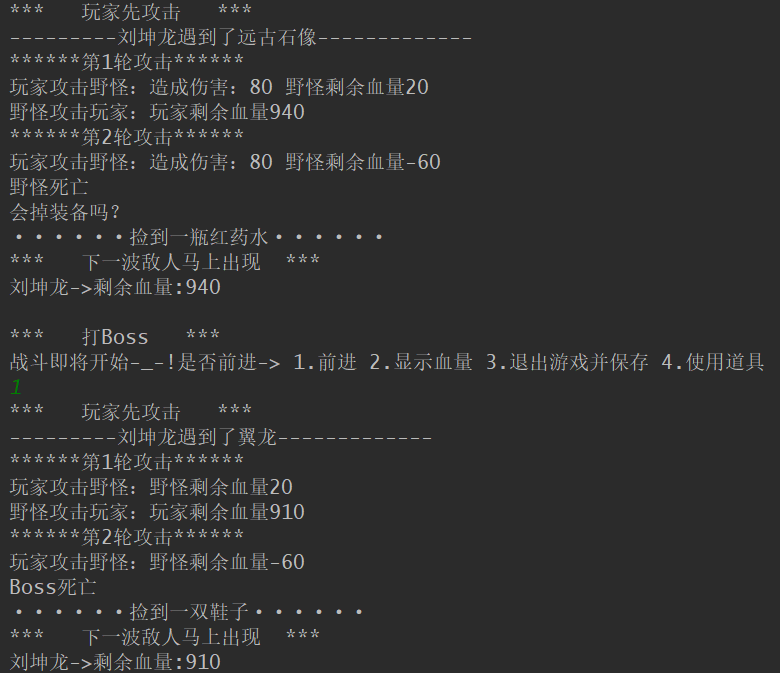 ***   玩家先攻击   ***
---------刘坤龙遇到了远古石像-------------
******第1轮攻击******
玩家攻击野怪：造成伤害：80 野怪剩余血量20
野怪攻击玩家：玩家剩余血量940
******第2轮攻击******
玩家攻击野怪：造成伤害：80 野怪剩余血量-60
野怪死亡
会掉装备吗？
······捡到一瓶红药水······
***   下一波敌人马上出现  ***
刘坤龙->剩余血量:940
***   打Boss   ***
战斗即将开始-_-!是否前进-> 1.前进 2.显示血量 3.退出游戏并保存 4.使用道具
1
***   玩家先攻击   ***
---------刘坤龙遇到了翼龙-------------
******第1轮攻击******
玩家攻击野怪：野怪剩余血量20
野怪攻击玩家：玩家剩余血量910
******第2轮攻击******
玩家攻击野怪：野怪剩余血量-60
Boss死亡
······捡到一双鞋子······
***   下一波敌人马上出现  ***
刘坤龙->剩余血量:910